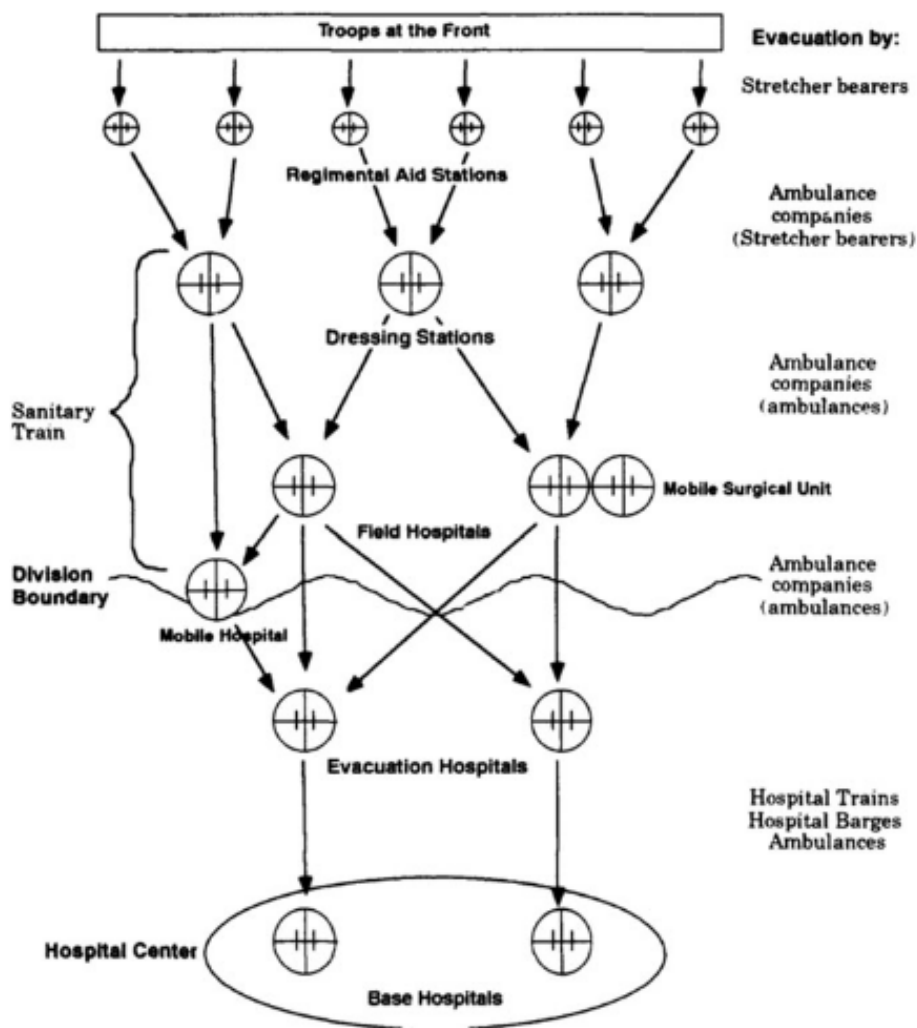 Troops at the Front
Evacuation by:
Stretcher bearers
Regimental Aid Stations
Ambulance
companies
(Stretcher bearers)
Dressing Stations
Ambulance
companies
(ambulances)
Sanitary
Train
Mobile Surgical Unit
Field Hospitals
Division
Boundary
Ambulance
companies
(ambulances)
Mobile Hospital
Evacuation Hospitals
Hospital Trains
Hospital Barges
Ambulances
Hospital Center
Base Hospitals